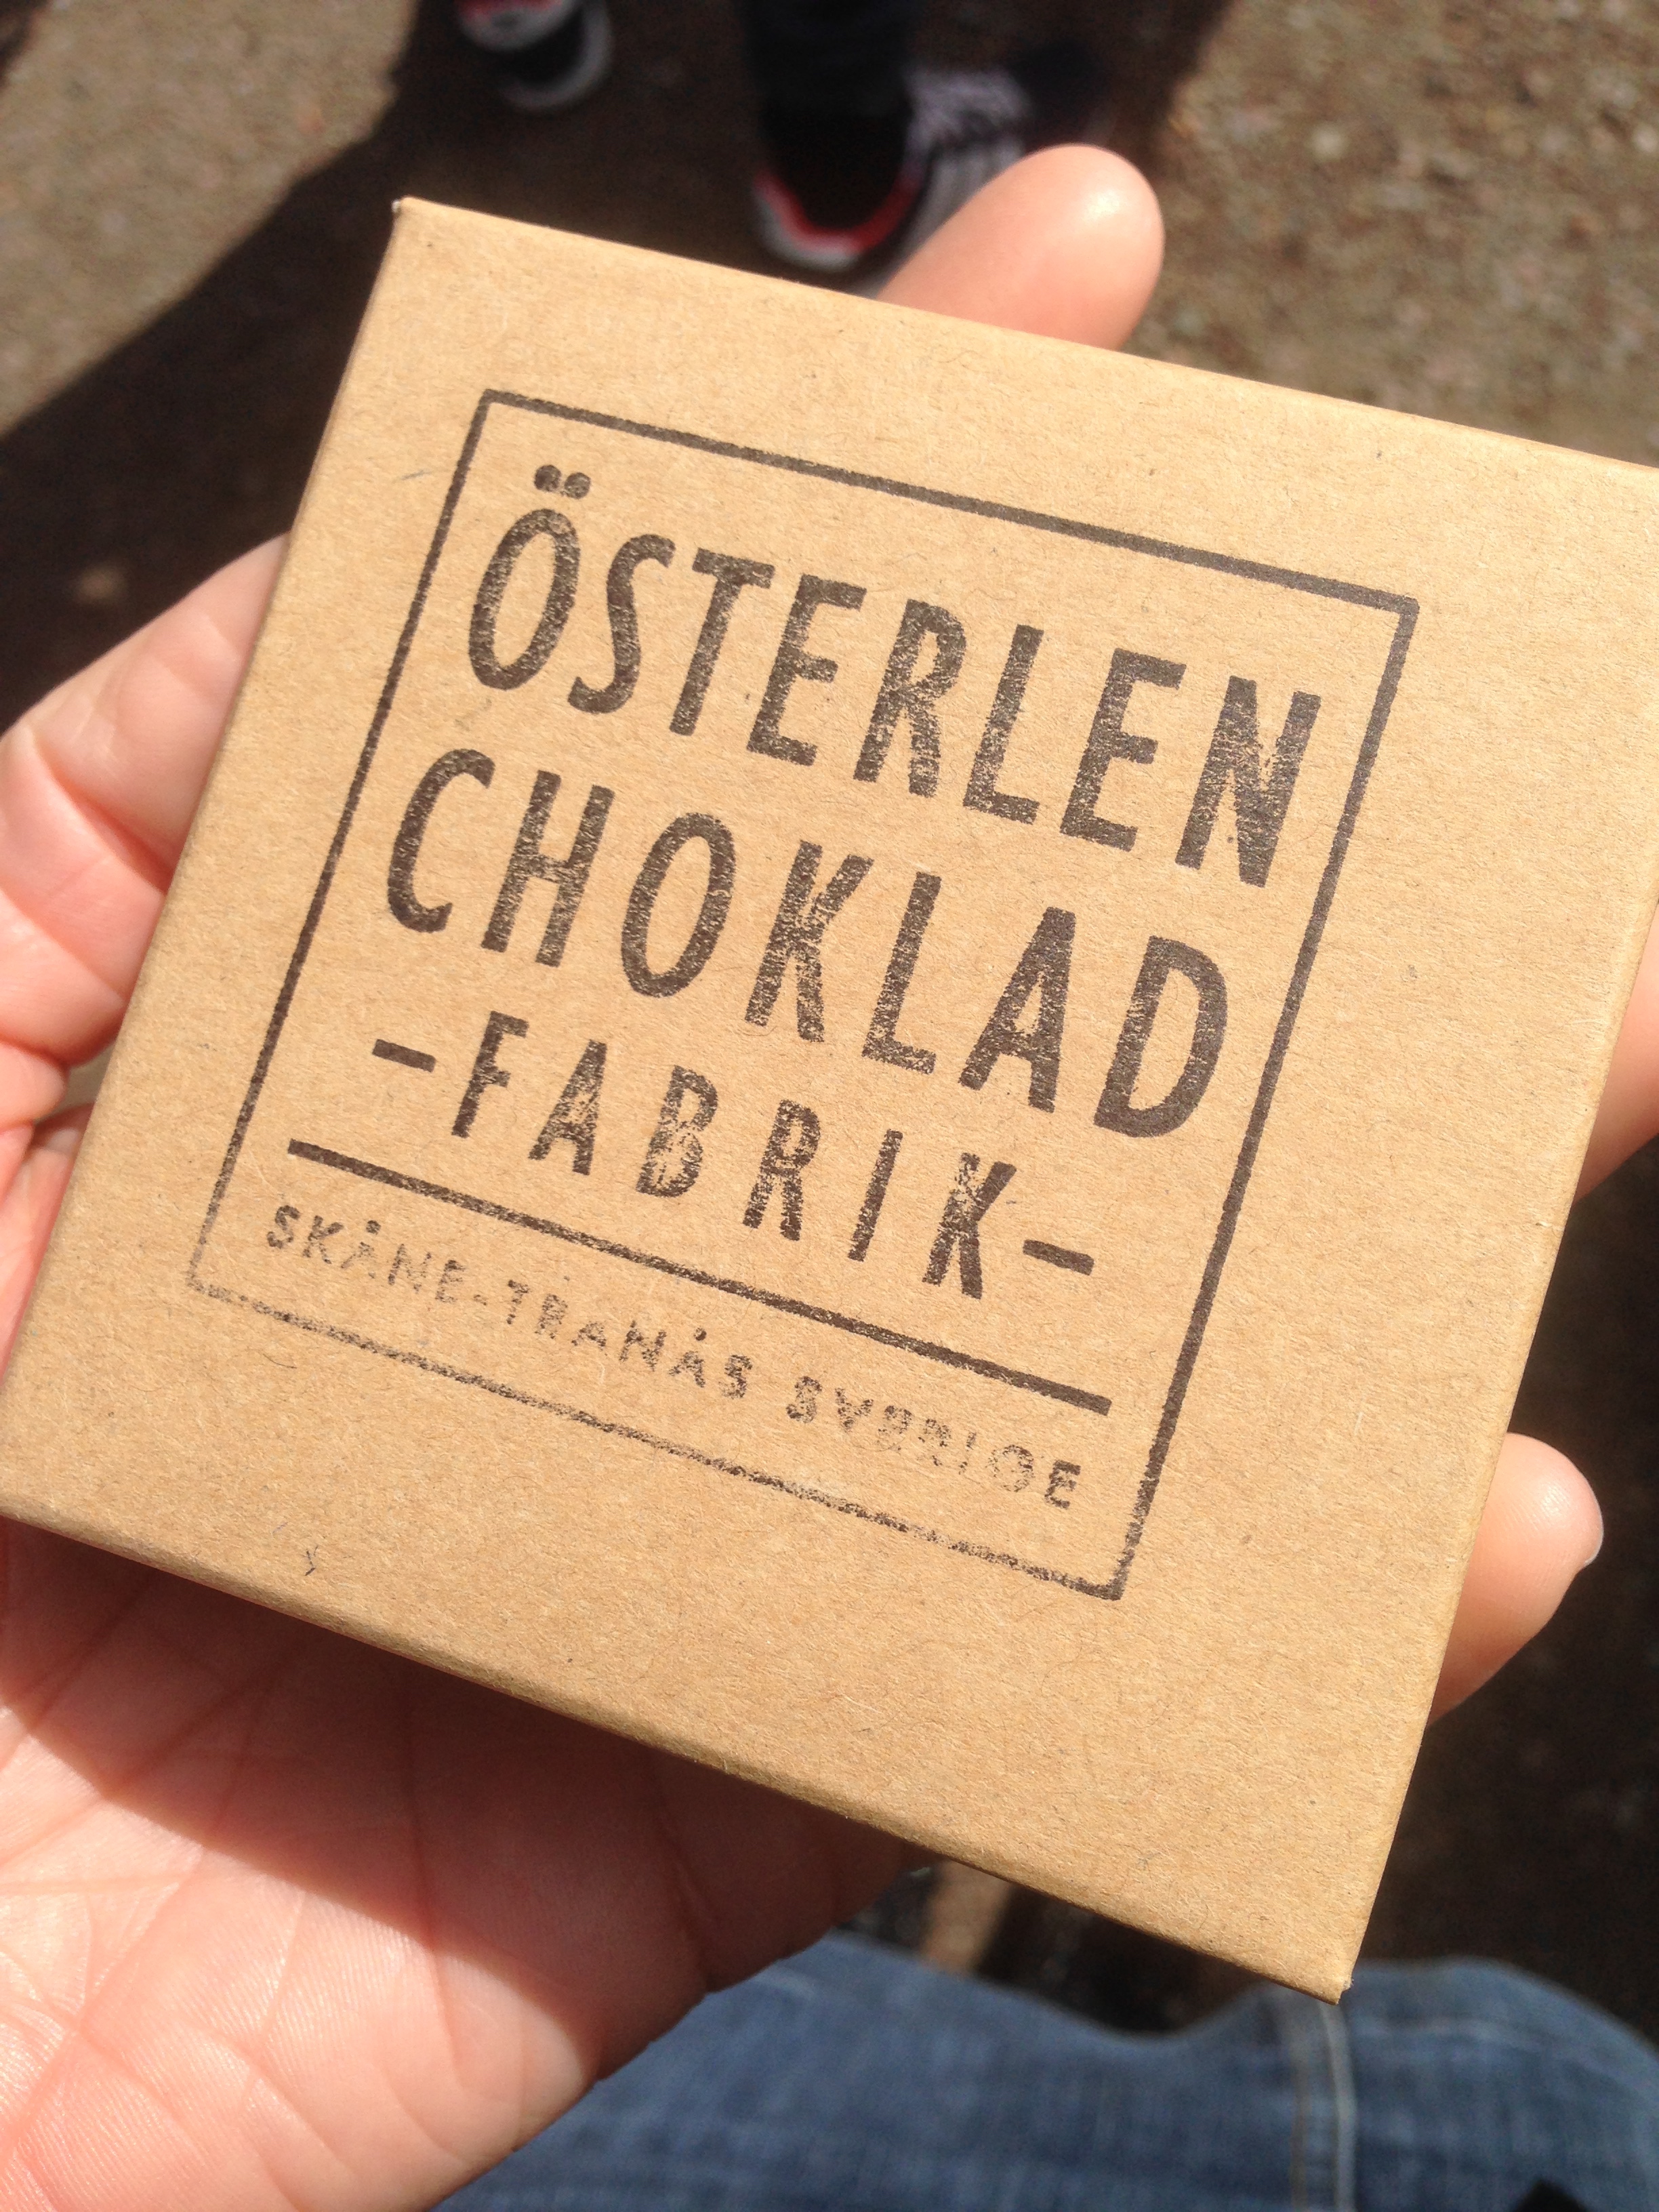 ÖSTERLEN
CHOKLAD
-FABRIK-
SKÅNE-TRANÅS SVERIGE